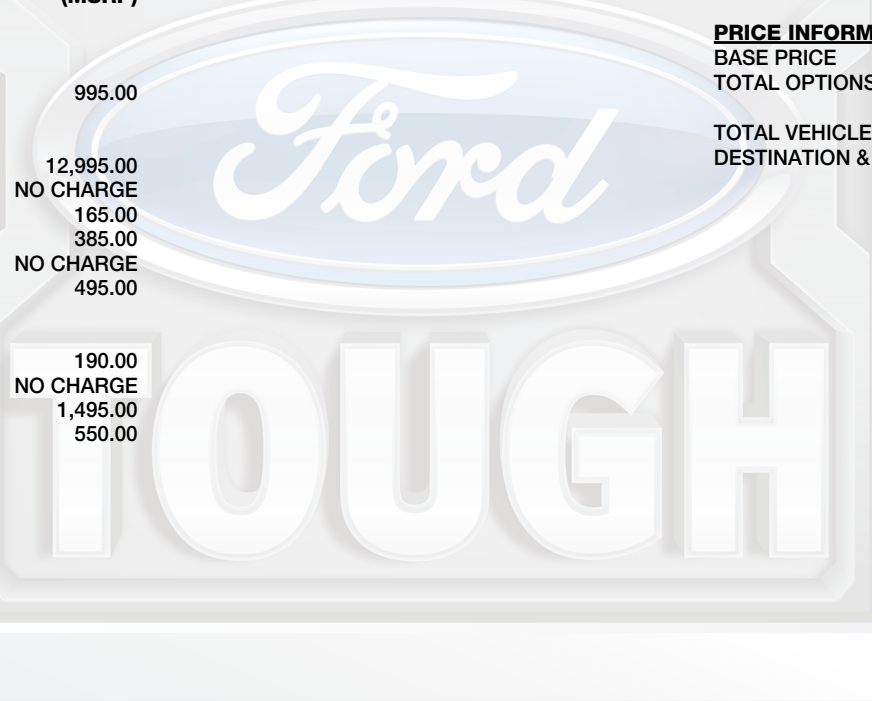 (MSRP)
995.00
12,995.00
NO CHARGE
165.00
385.00
NO CHARGE
495.00
190.00
NO CHARGE
1,495.00
550.00
PRICE INFORM
BASE PRICE
TOTAL OPTIONS
TOTAL VEHICLE
DESTINATION &
Ford
TOUGH